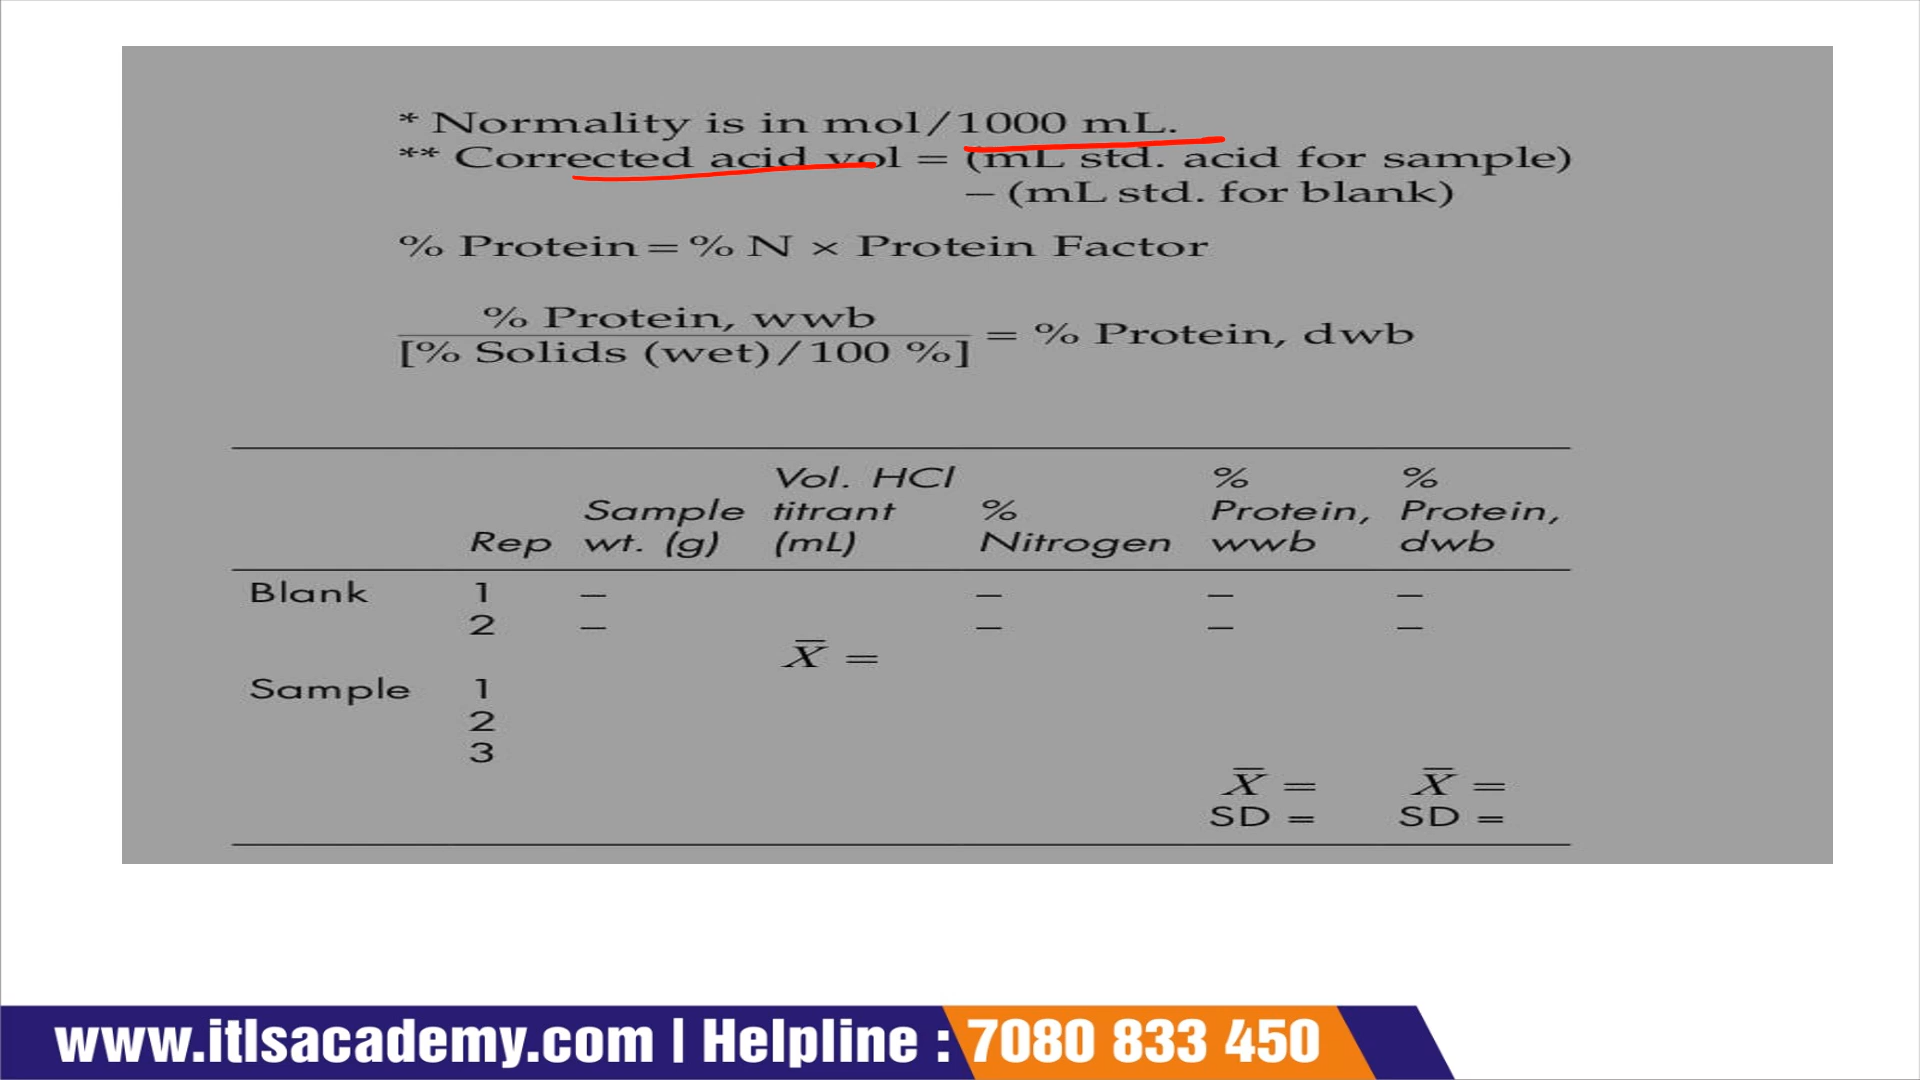 * Normality is in mol/1000 mL.
** Corrected acid vol = (mL std. acid for sample)
− (mL std. for blank)
% Protein = % N × Protein Factor
% Protein, wwb
[% Solids (wet)/100 %] = % Protein, dwb
Rep Sample wt. (g) Vol. HCl titrant (mL) % Nitrogen % Protein, wwb % Protein, dwb
Blank 1 – – – –
2 – – – –
X̅ =
Sample 1
2
3
X̅ = X̅ =
SD = SD =
www.itlsacademy.com | Helpline : 7080 833 450